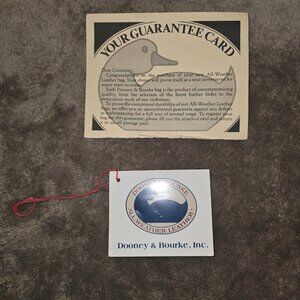 YOUR GUARANTEE CARD
Dear Customer,
Congratulations on the purchase of your new All-Weather
Leather bag. Your choice will prove itself as a wise investment for
years to come.
Each Dooney & Bourke bag is the product of uncompromising
quality, from the selection of the finest leather hides to the
meticulous work of our craftsmen.
To prove the exceptional durability of our All-Weather Leather
bags, we offer you an unconditional guarantee against any defects
in workmanship for a full year of normal usage. To register your
bag for this guarantee, please fill out the attached card and return
to small postage paid.
DOONEY & BOURKE
ALL-WEATHER LEATHER
Dooney & Bourke, Inc.